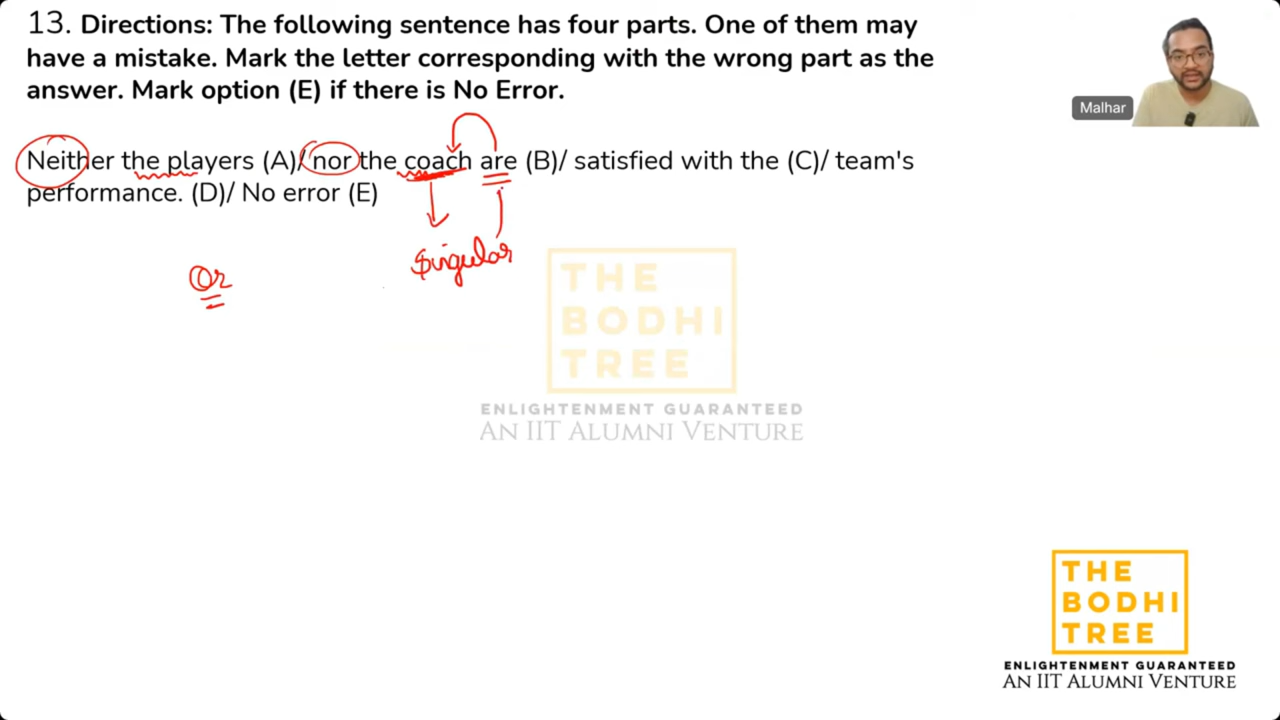 13. Directions: The following sentence has four parts. One of them may
have a mistake. Mark the letter corresponding with the wrong part as the
answer. Mark option (E) if there is No Error.
Malhar
Neither the players (A)/ nor the coach are (B)/ satisfied with the (C)/ team's
performance. (D)/ No error (E)
Singular
Or
THE
BODHI
TREE
ENLIGHTENMENT GUARANTEED
AN IIT ALUMNI VENTURE
THE
BODHI
TREE
ENLIGHTENMENT GUARANTEED
AN IIT ALUMNI VENTURE